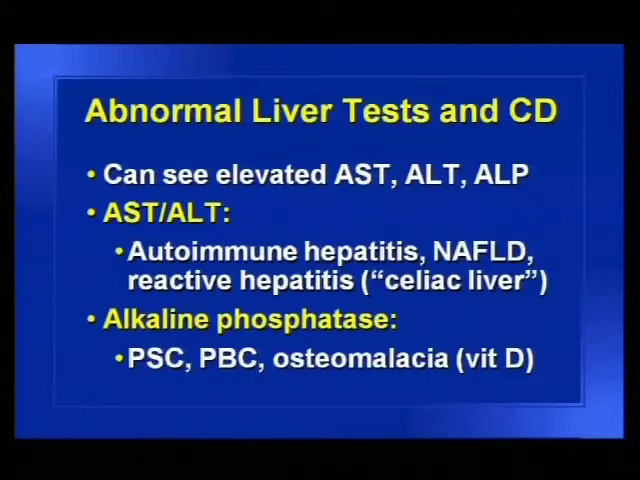 Abnormal Liver Tests and CD
• Can see elevated AST, ALT, ALP
• AST/ALT:
• Autoimmune hepatitis, NAFLD,
reactive hepatitis (“celiac liver”)
• Alkaline phosphatase:
• PSC, PBC, osteomalacia (vit D)